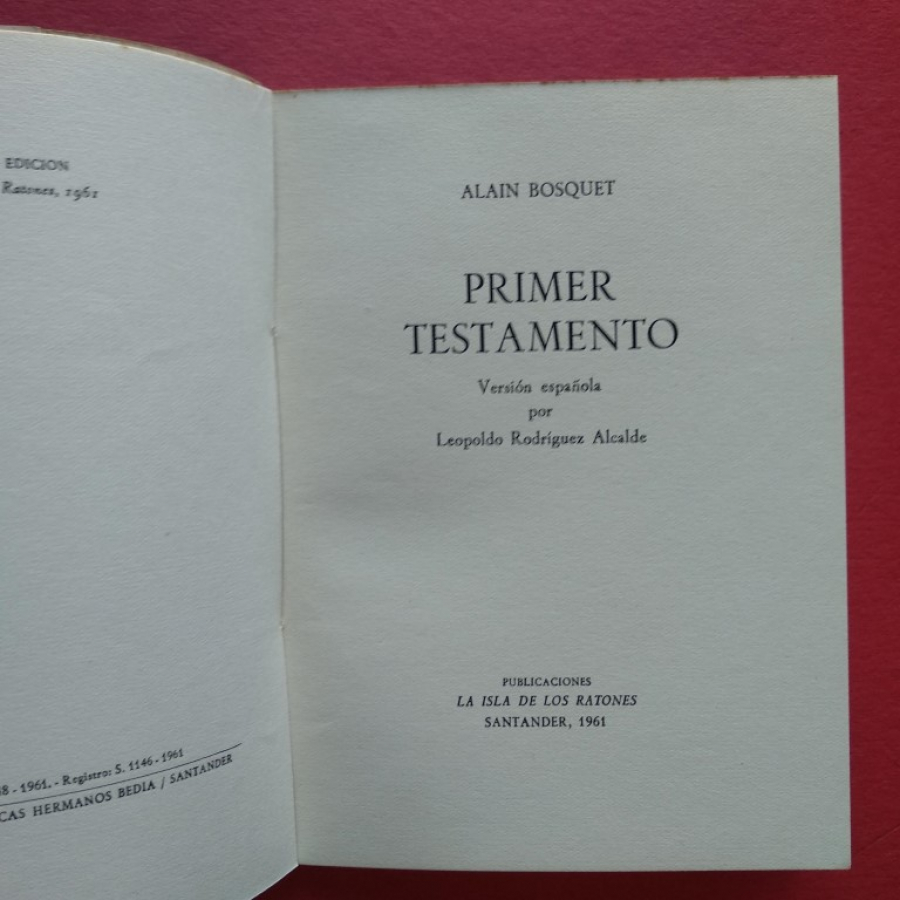 EDICION
Ratones, 1961
8 - 1961. - Registro: S. 1146 - 1961
CAS HERMANOS BEDIA / SANTANDER
ALAIN BOSQUET
PRIMER
TESTAMENTO
Versión española
por
Leopoldo Rodríguez Alcalde
PUBLICACIONES
LA ISLA DE LOS RATONES
SANTANDER, 1961